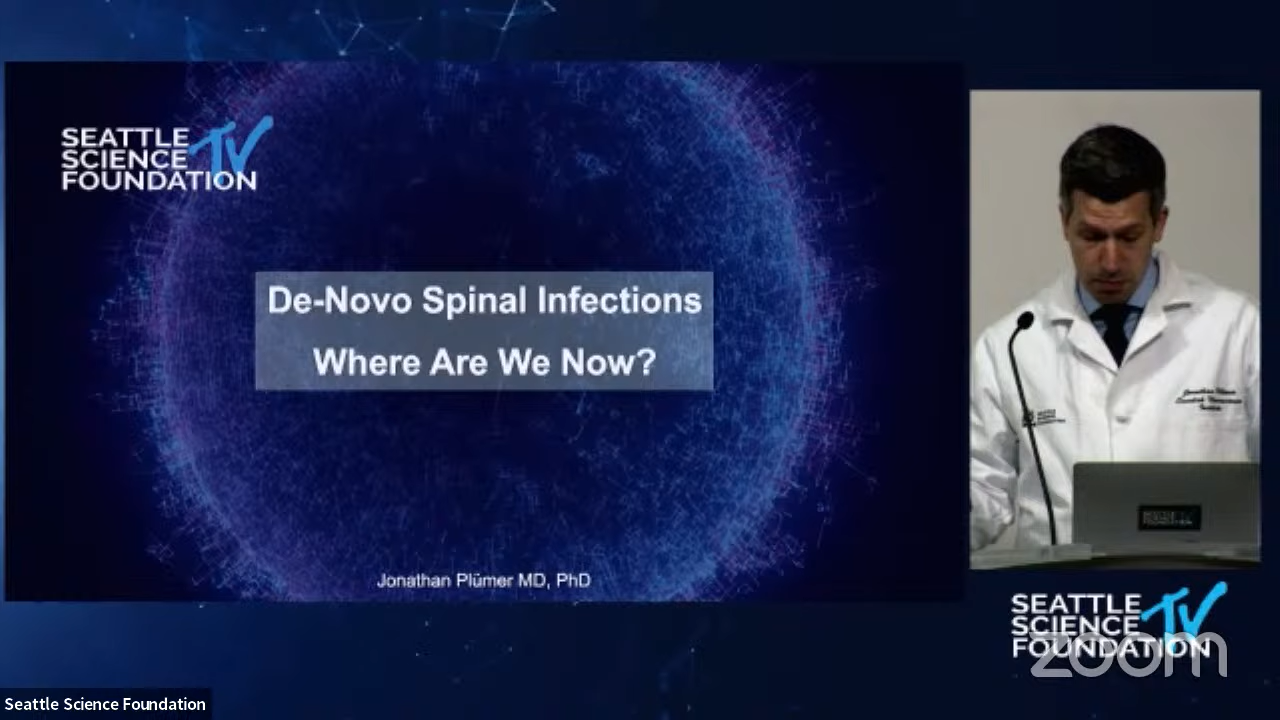 SEATTLE
SCIENCE TV
FOUNDATION
De-Novo Spinal Infections
Where Are We Now?
Jonathan Plümer MD, PhD
SEATTLE
SCIENCE TV
FOUNDATION
zoom
Seattle Science Foundation